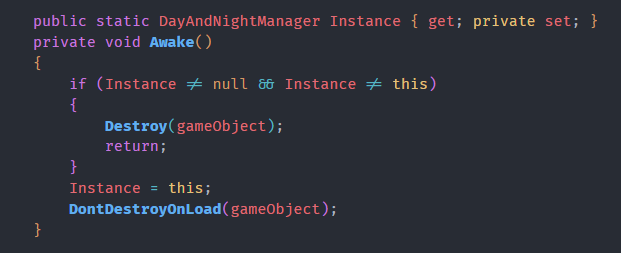 public static DayAndNightManager Instance { get; private set; }
private void Awake()
{
if (Instance != null && Instance != this)
{
Destroy(gameObject);
return;
}
Instance = this;
DontDestroyOnLoad(gameObject);
}